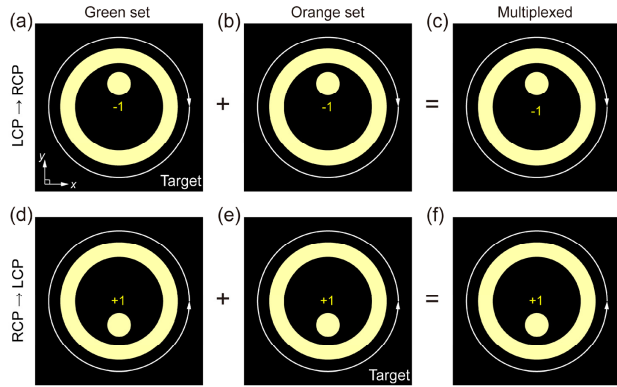 Green set
Orange set
Multiplexed
(a)
(b)
(c)
LCP → RCP
-1
+
-1
=
-1
y
x
Target
(d)
(e)
(f)
RCP → LCP
+1
+
+1
=
+1
Target